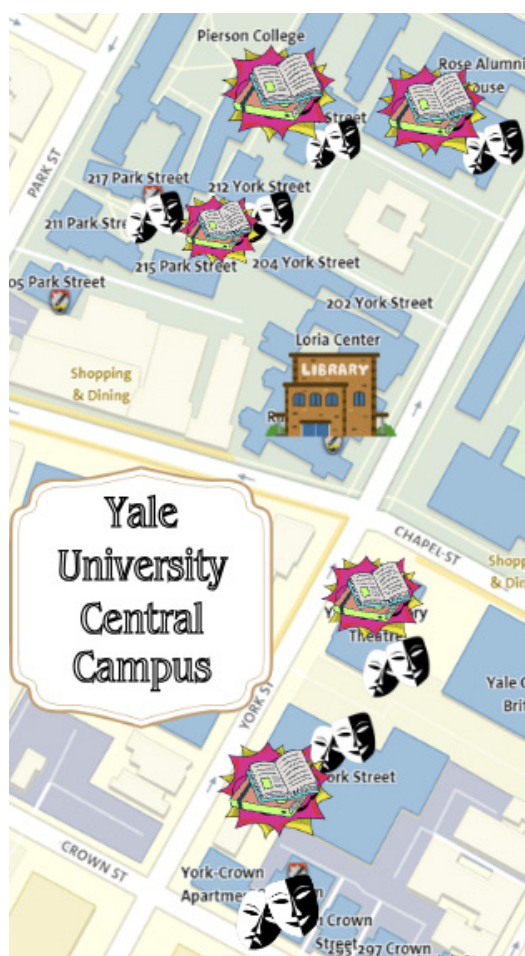 Pierson College
Rose Alumni
ouse
Street
PARK ST
217 Park Street
212 York Street
211 Park Stre
215 Park Street
204 York Street
05 Park Street
202 York Street
Loria Center
LIBRARY
Shopping
& Dining
Yale
University
Central
Campus
CHAPEL ST
Shopp
& Din
Theatre
Yale C
Brit
YORK ST
ork Street
CROWN ST
York-Crown
Apartment
1 Crown
Street
297 Crown